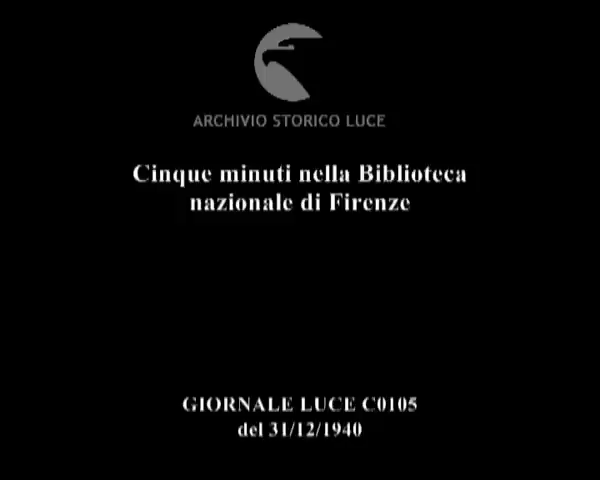 ARCHIVIO STORICO LUCE
Cinque minuti nella Biblioteca
nazionale di Firenze
GIORNALE LUCE C0105
del 31/12/1940